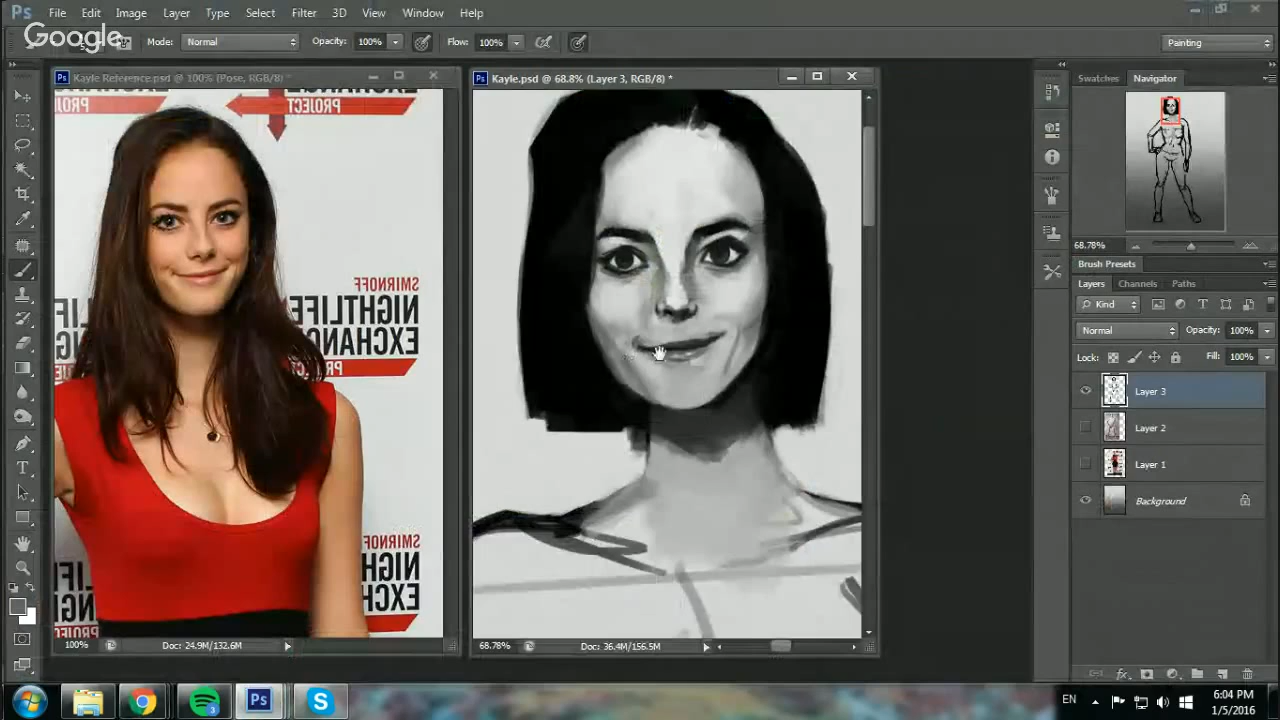 Ps File Edit Image Layer Type Select Filter 3D View Window Help
Google
Mode: Normal Opacity: 100% Flow: 100% Painting
Kayle Reference.psd @ 100% (Pose, RGB/8) *
Kayle.psd @ 68.8% (Layer 3, RGB/8) *
Swatches Navigator
EXCHANGE
PROJECT
SMIRNOFF
NIGHTLIFE
EXCHANGE
PROJECT
SMIRNOFF
68.78%
Brush Presets
Layers Channels Paths
Kind
Normal Opacity: 100%
Lock: Fill: 100%
Layer 3
Layer 2
Layer 1
Background
100% Doc: 24.9M/132.6M
68.78% Doc: 36.4M/156.5M
EN 6:04 PM
1/5/2016